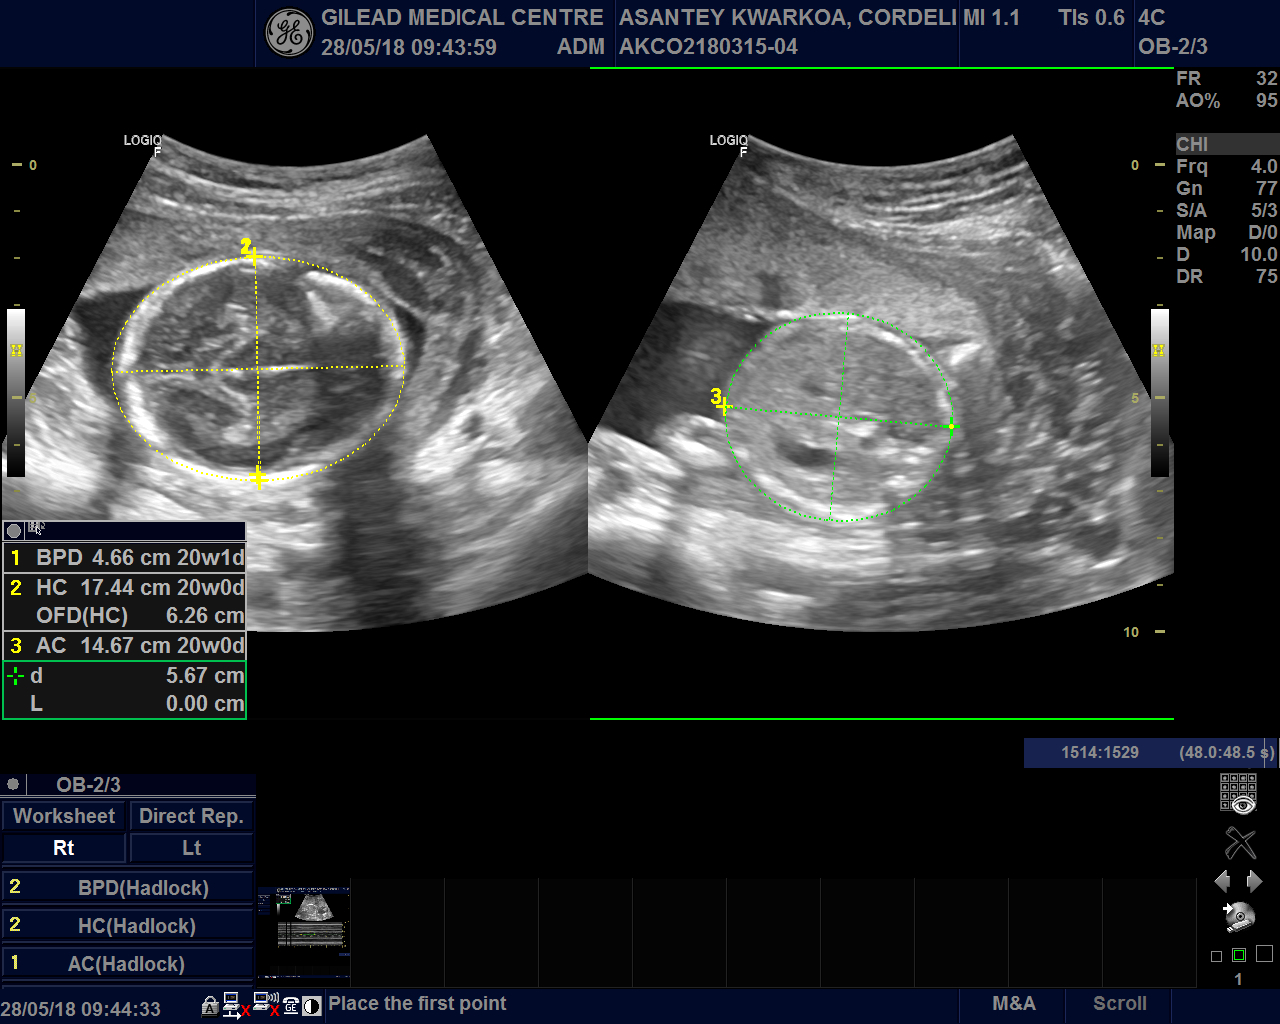 GILEAD MEDICAL CENTRE
28/05/18 09:43:59 ADM
ASANTEY KWARKOA, CORDELI
AKCO2180315-04
MI 1.1 TIs 0.6
4C
OB-2/3
FR 32
AO% 95
CHI
Frq 4.0
Gn 77
S/A 5/3
Map D/0
D 10.0
DR 75
LOGIQ
F
0
2
LOGIQ
F
0
3
5
10
1 BPD 4.66 cm 20w1d
2 HC 17.44 cm 20w0d
OFD(HC) 6.26 cm
3 AC 14.67 cm 20w0d
d 5.67 cm
L 0.00 cm
1514:1529 (48.0:48.5 s)
OB-2/3
Worksheet Direct Rep.
Rt Lt
2 BPD(Hadlock)
2 HC(Hadlock)
1 AC(Hadlock)
1
28/05/18 09:44:33
Place the first point
M&A Scroll